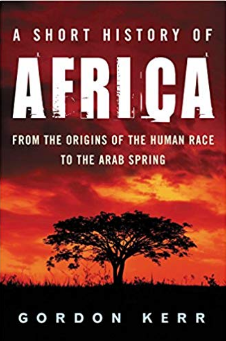 A SHORT HISTORY OF
AFRICA
FROM THE ORIGINS OF THE HUMAN RACE
TO THE ARAB SPRING
GORDON KERR